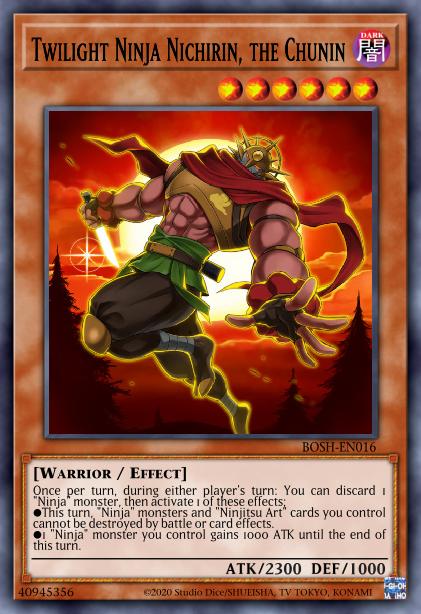 Twilight Ninja Nichirin, the Chunin
DARK
闇
BOSH-EN016
[Warrior / Effect]
Once per turn, during either player's turn: You can discard 1
"Ninja" monster, then activate 1 of these effects;
●This turn, "Ninja" monsters and "Ninjitsu Art" cards you control
cannot be destroyed by battle or card effects.
●1 "Ninja" monster you control gains 1000 ATK until the end of
this turn.
ATK/2300 DEF/1000
40945356
©2020 Studio Dice/SHUEISHA, TV TOKYO, KONAMI